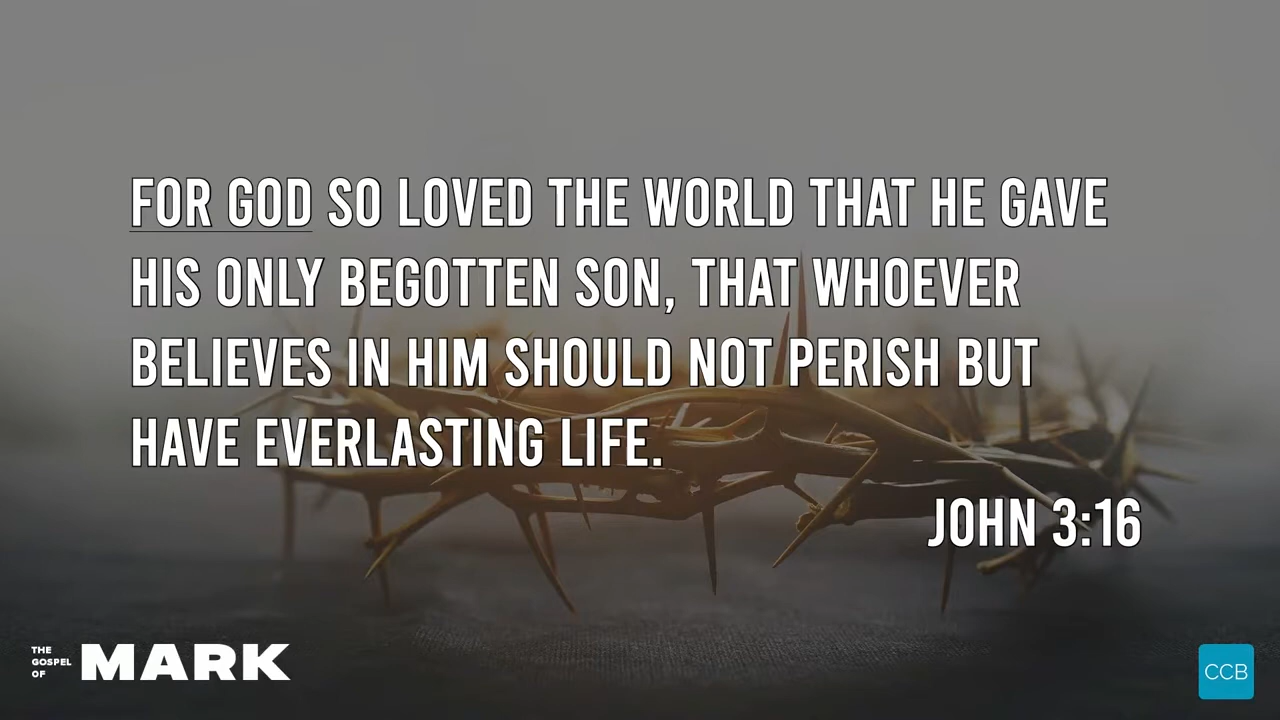 FOR GOD SO LOVED THE WORLD THAT HE GAVE
HIS ONLY BEGOTTEN SON, THAT WHOEVER
BELIEVES IN HIM SHOULD NOT PERISH BUT
HAVE EVERLASTING LIFE.
JOHN 3:16
THE
GOSPEL
OF
MARK
CCB